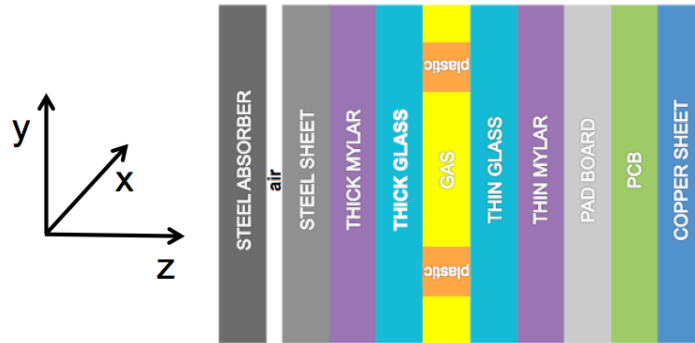 y
x
z
STEEL ABSORBER
air
STEEL SHEET
THICK MYLAR
THICK GLASS
plastic
GAS
plastic
THIN GLASS
THIN MYLAR
PAD BOARD
PCB
COPPER SHEET